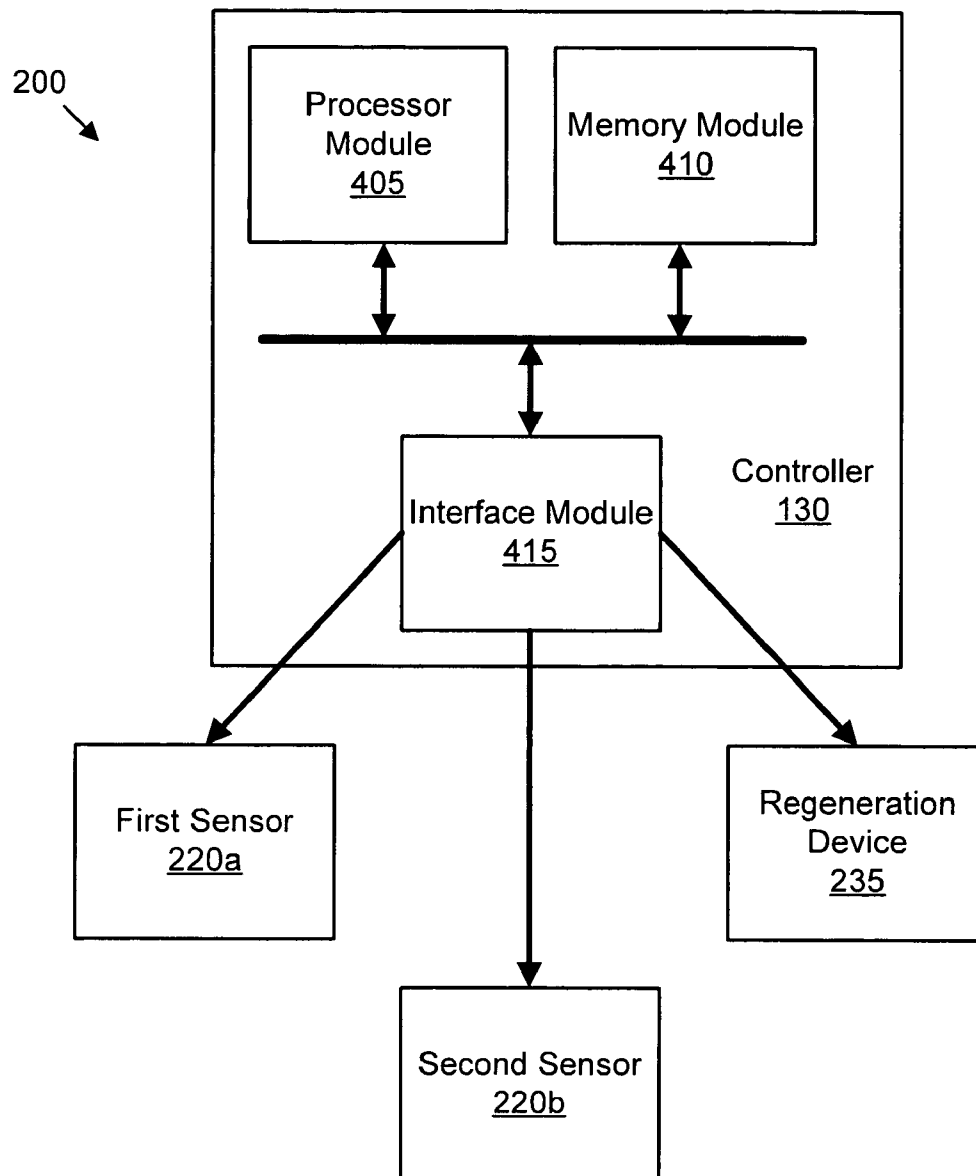 200
Processor
Module
405
Memory Module
410
Interface Module
415
Controller
130
First Sensor
220a
Regeneration
Device
235
Second Sensor
220b